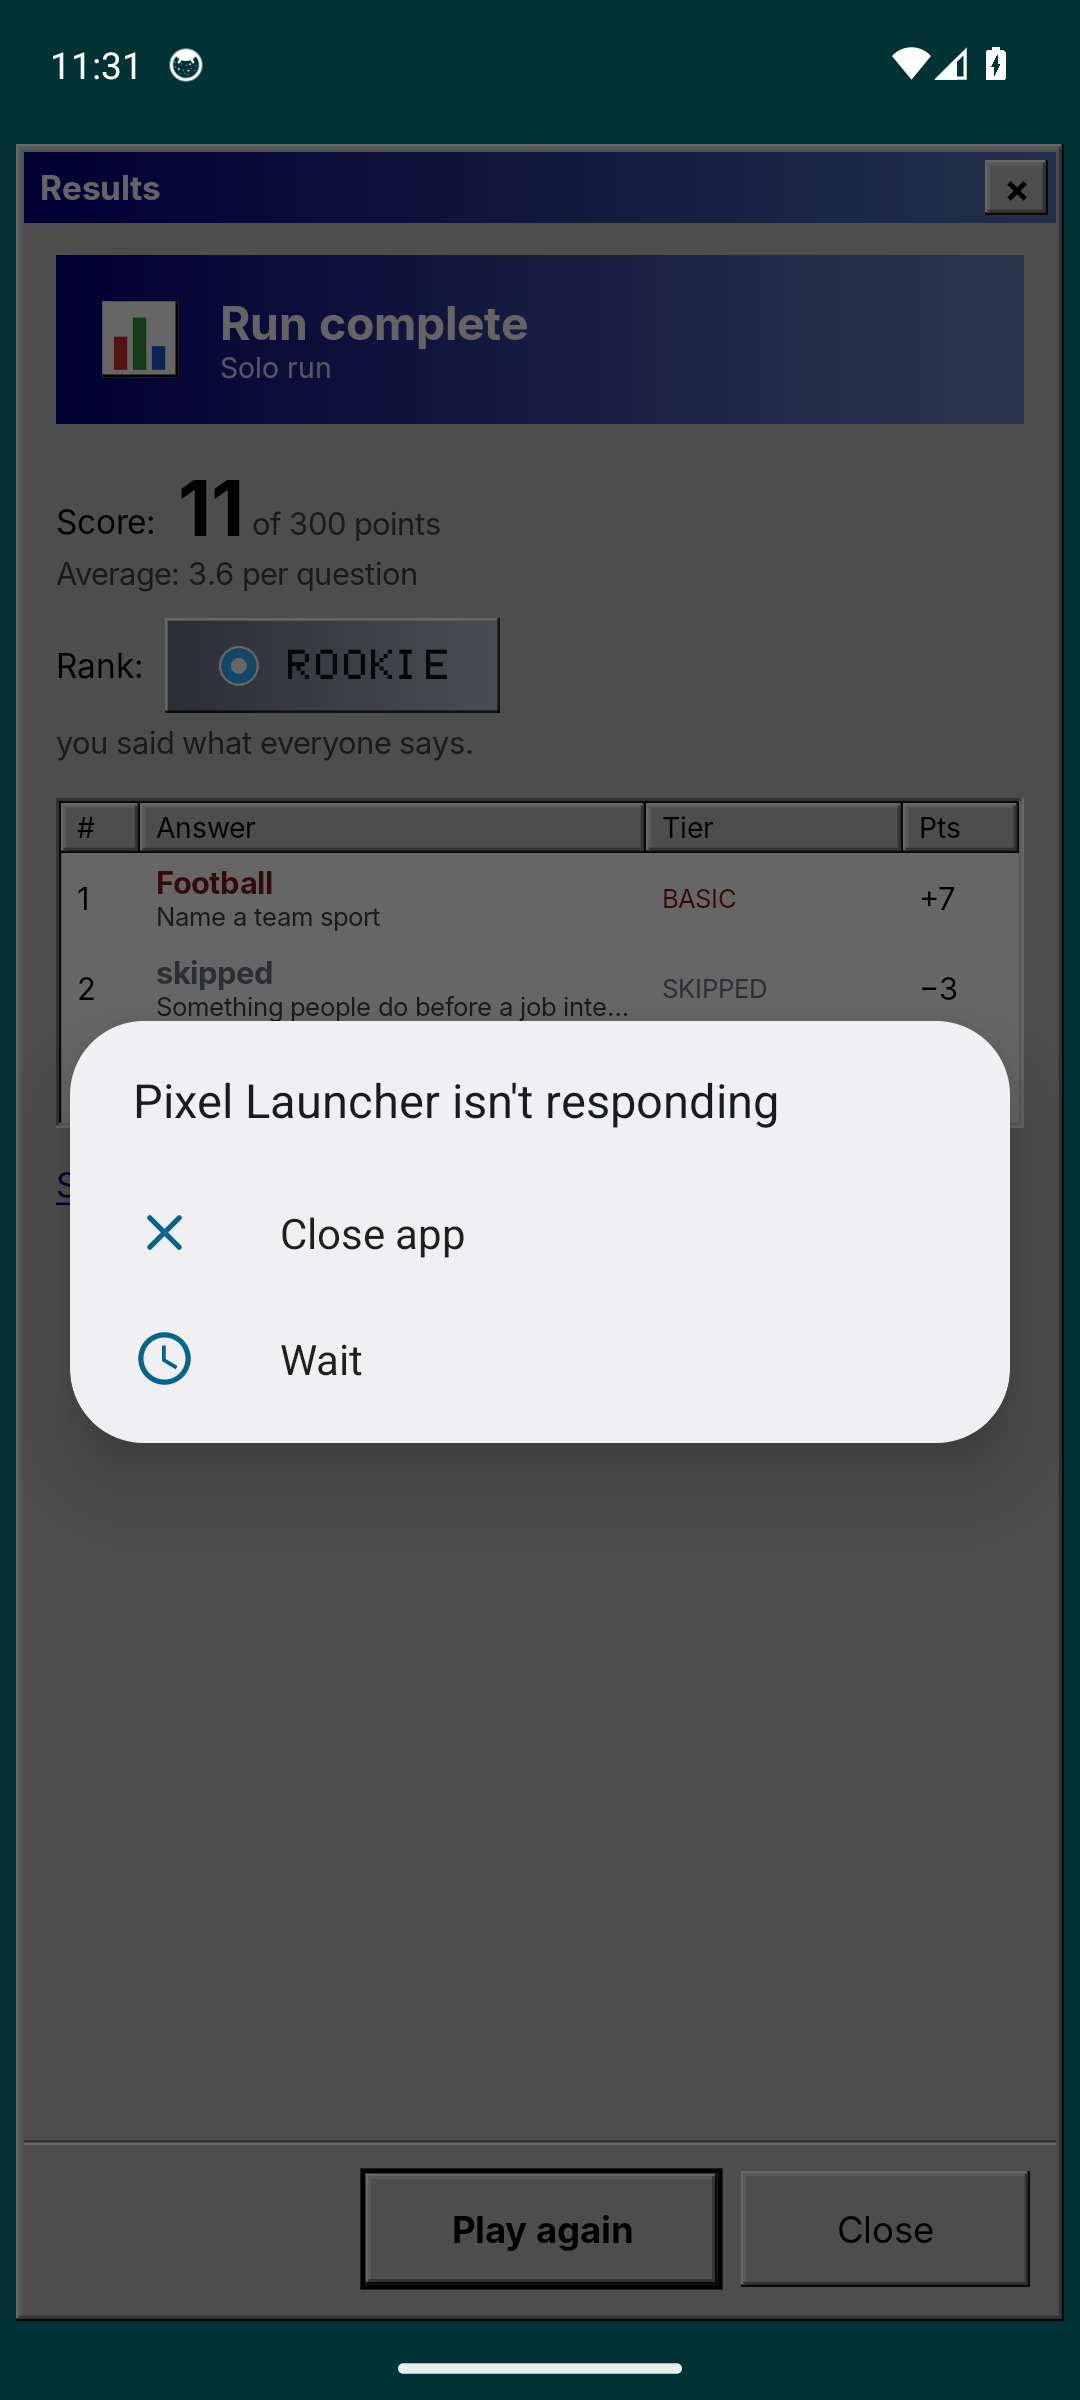 11:31
Results
×
Run complete
Solo run
Score: 11 of 300 points
Average: 3.6 per question
Rank: ROOKIE
you said what everyone says.
# Answer Tier Pts
1 Football BASIC +7
Name a team sport
2 skipped SKIPPED −3
Something people do before a job inte...
Pixel Launcher isn't responding
S
Close app
Wait
Play again Close